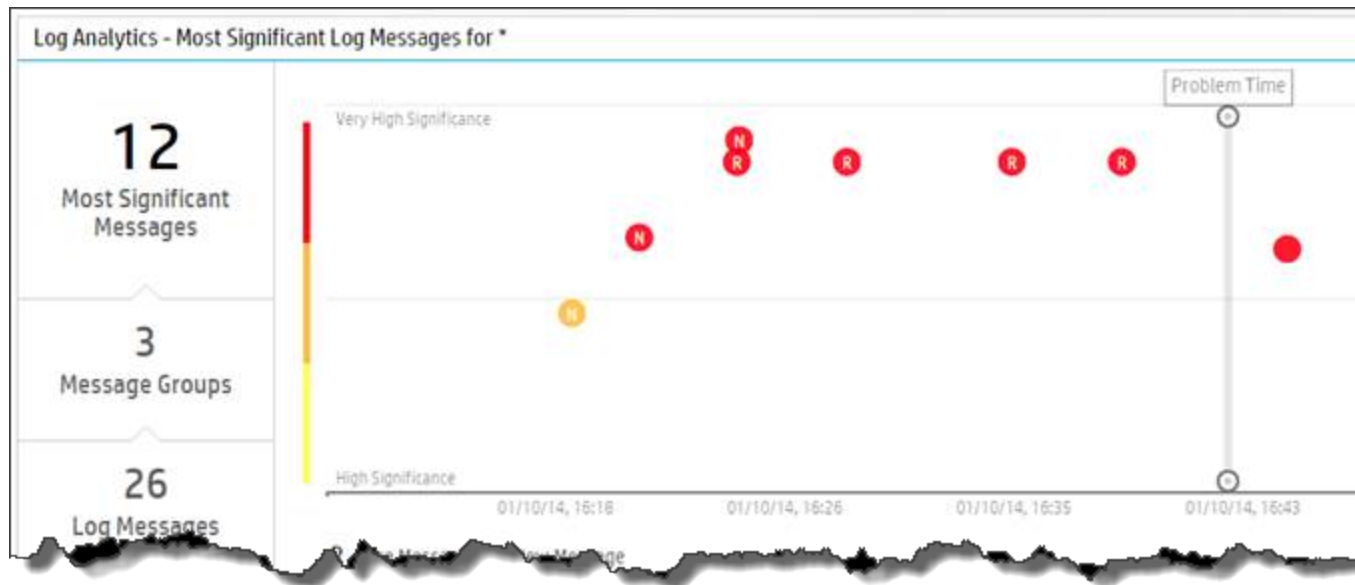 Log Analytics - Most Significant Log Messages for *
Problem Time
12
Most Significant
Messages
3
Message Groups
26
Log Messages
Very High Significance
N
R
R
R
R
N
N
High Significance
01/10/14, 16:18
01/10/14, 16:26
01/10/14, 16:35
01/10/14, 16:43
Message